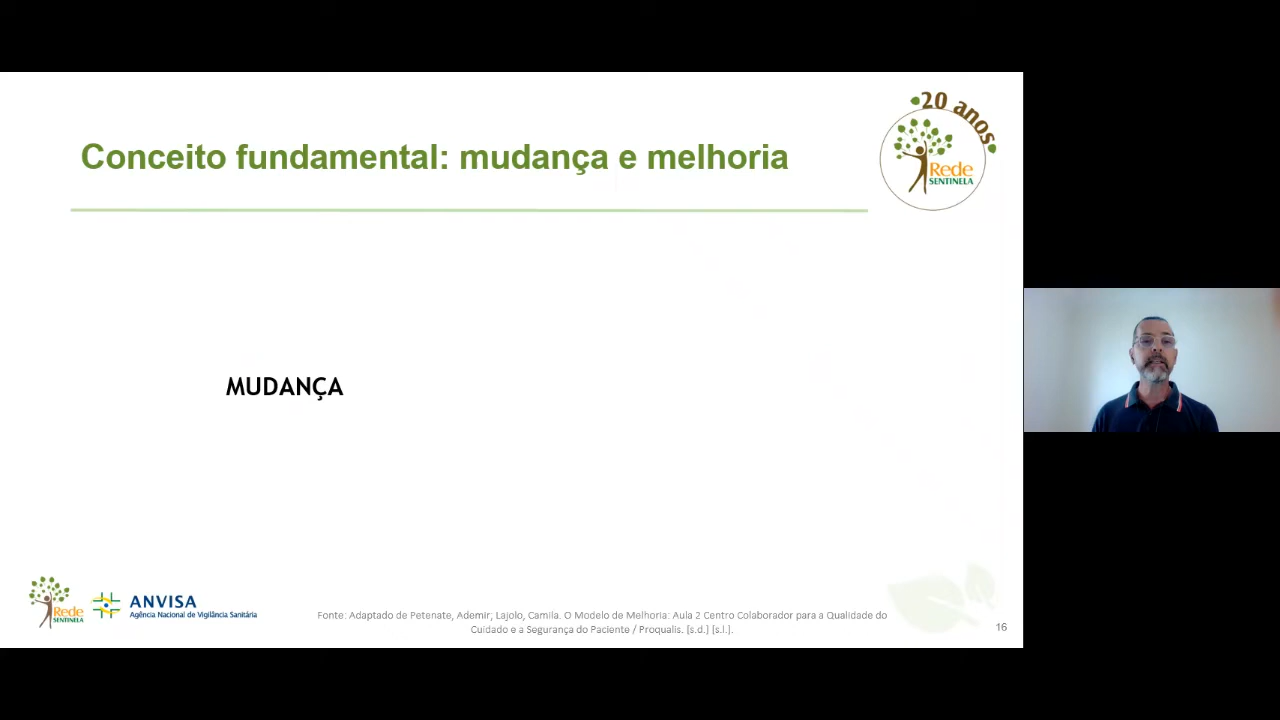 20 anos
Rede
SENTINELA
Conceito fundamental: mudança e melhoria
MUDANÇA
Rede
SENTINELA
ANVISA
Agência Nacional de Vigilância Sanitária
Fonte: Adaptado de Petenate, Ademir; Lajolo, Camila. O Modelo de Melhoria: Aula 2 Centro Colaborador para a Qualidade do
Cuidado e a Segurança do Paciente / Proqualis. [s.d.] [s.l.].
16